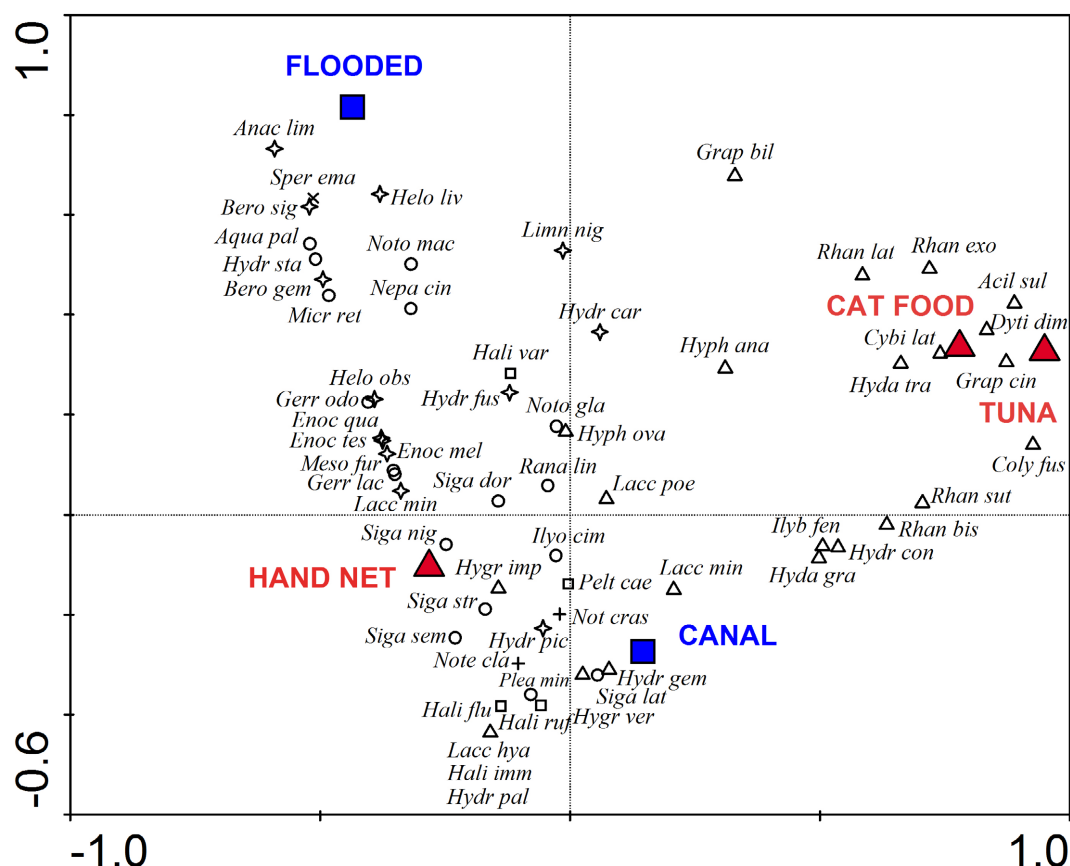 1.0
FLOODED
Anac lim
Grap bil
Sper ema
Helo liv
Bero sig
Limn nig
Aqua pal
Noto mac
Rhan lat
Rhan exo
Hydr sta
Acil sul
Bero gem
Nepa cin
CAT FOOD
Micr ret
Hydr car
Dyti dim
Cybi lat
Hyph ana
Hali var
Grap cin
Helo obs
Hyda tra
Gerr odo
Hydr fus
Noto gla
TUNA
Enoc qua
Hyph ova
Enoc tes
Enoc mel
Meso fur
Rana lin
Coly fus
Gerr lac
Siga dor
Lacc poe
Rhan sut
Lacc min
Siga nig
Ilyo cim
Ilyb fen
Rhan bis
Hydr con
HAND NET
Hygr imp
Lacc min
Hyda gra
Pelt cae
Siga str
Not cras
Siga sem
Hydr pic
CANAL
Note cla
Plea min
Hydr gem
Siga lat
Hali flu
Hali ruf
Hygr ver
Lacc hya
Hali imm
Hydr pal
-0.6
-1.0
1.0